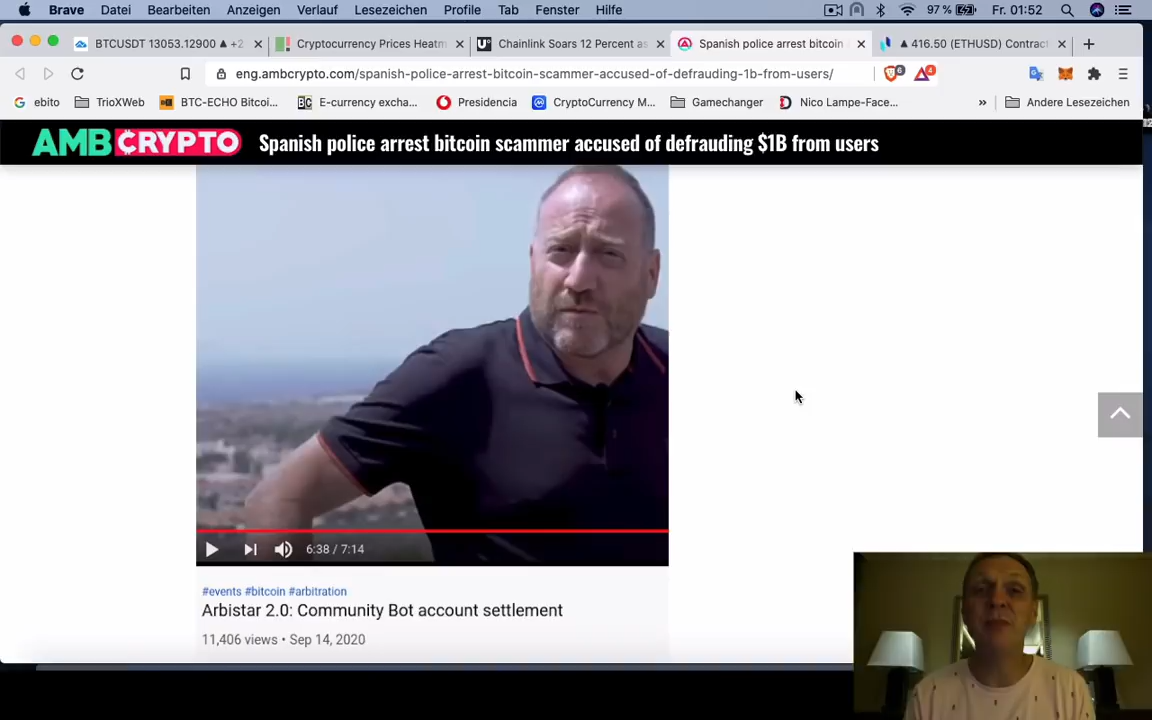 Brave Datei Bearbeiten Anzeigen Verlauf Lesezeichen Profile Tab Fenster Hilfe 97 % Fr. 01:52
BTCUSDT 13053.12900 ▲ +2
Cryptocurrency Prices Heatm
Chainlink Soars 12 Percent as
Spanish police arrest bitcoin
▲ 416.50 (ETHUSD) Contract
eng.ambcrypto.com/spanish-police-arrest-bitcoin-scammer-accused-of-defrauding-1b-from-users/
6
4
ebito
TrioXWeb
BTC-ECHO Bitcoi...
E-currency excha...
Presidencia
CryptoCurrency M...
Gamechanger
Nico Lampe-Face...
»
Andere Lesezeichen
AMBCRYPTO Spanish police arrest bitcoin scammer accused of defrauding $1B from users
6:38 / 7:14
#events #bitcoin #arbitration
Arbistar 2.0: Community Bot account settlement
11,406 views • Sep 14, 2020